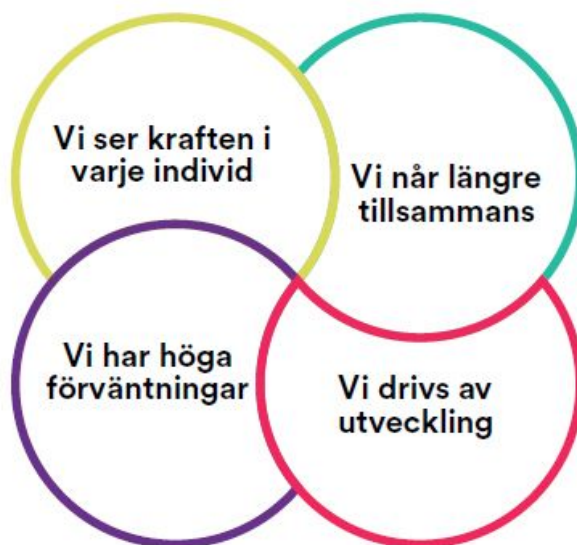 Vi ser kraften i
varje individ
Vi når längre
tillsammans
Vi har höga
förväntningar
Vi drivs av
utveckling